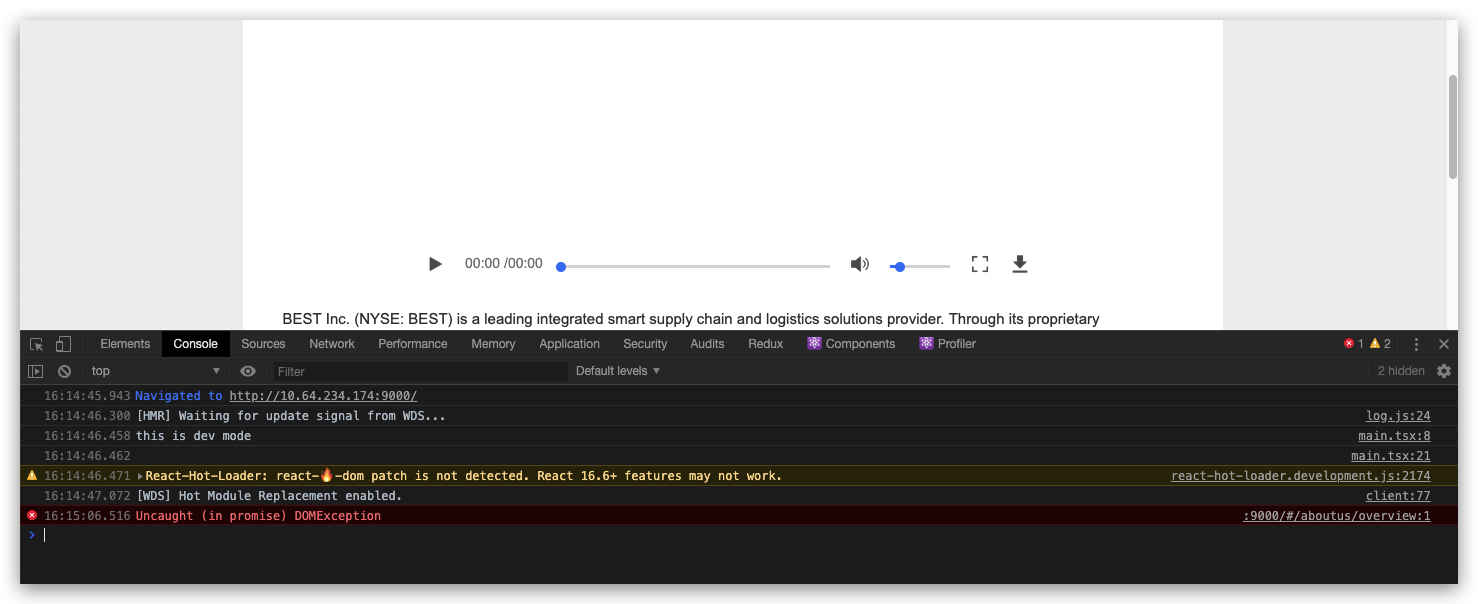 00:00 /00:00
BEST Inc. (NYSE: BEST) is a leading integrated smart supply chain and logistics solutions provider. Through its proprietary
Elements Console Sources Network Performance Memory Application Security Audits Redux ⚛ Components ⚛ Profiler 1 2
top Filter Default levels 2 hidden
16:14:45.943 Navigated to http://10.64.234.174:9000/
16:14:46.300 [HMR] Waiting for update signal from WDS... log.js:24
16:14:46.458 this is dev mode main.tsx:8
16:14:46.462 main.tsx:21
16:14:46.471 React-Hot-Loader: react-🔥-dom patch is not detected. React 16.6+ features may not work. react-hot-loader.development.js:2174
16:14:47.072 [WDS] Hot Module Replacement enabled. client:77
16:15:06.516 Uncaught (in promise) DOMException :9000/#/aboutus/overview:1